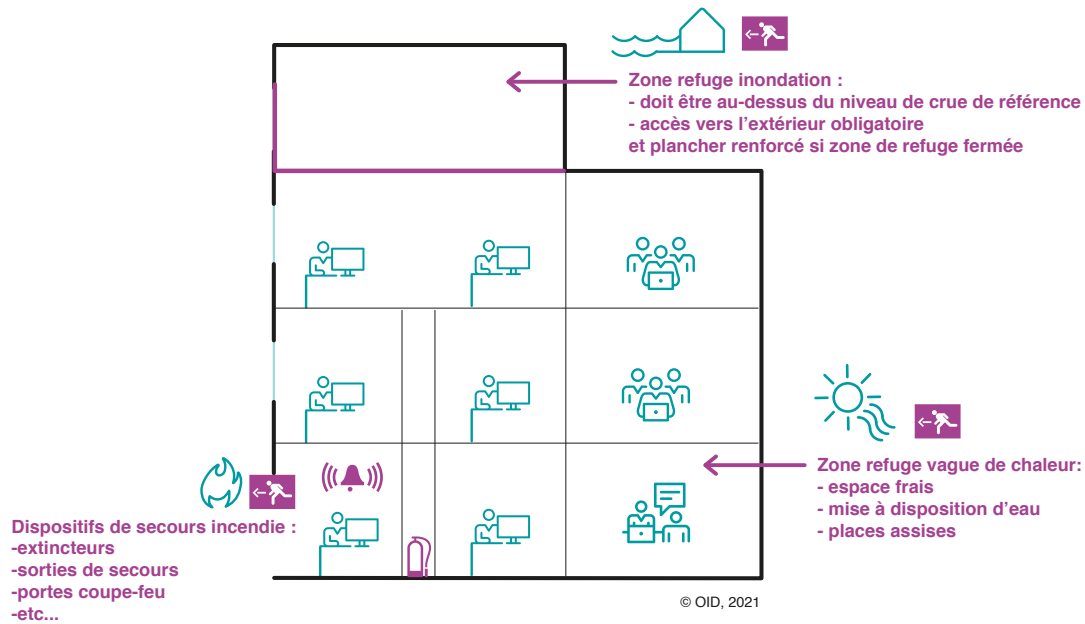 Zone refuge inondation :
- doit être au-dessus du niveau de crue de référence
- accès vers l'extérieur obligatoire
et plancher renforcé si zone de refuge fermée
Zone refuge vague de chaleur:
- espace frais
- mise à disposition d'eau
- places assises
Dispositifs de secours incendie :
-extincteurs
-sorties de secours
-portes coupe-feu
-etc...
© OID, 2021